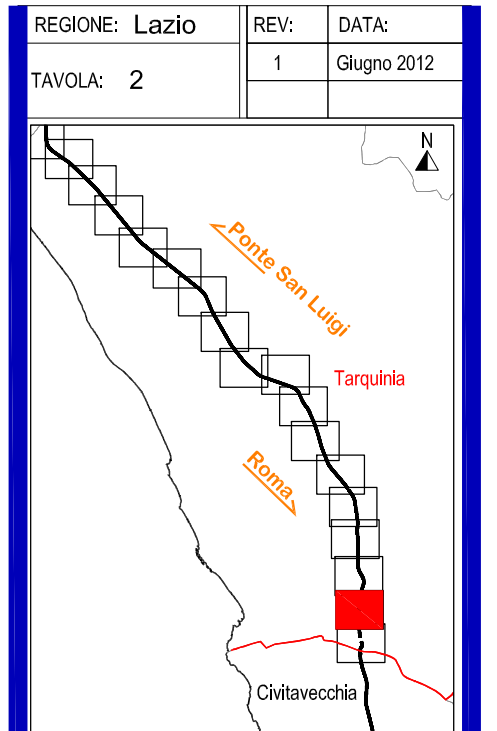 REGIONE: Lazio
REV:
DATA:
TAVOLA: 2
1
Giugno 2012
N
Ponte San Luigi
Tarquinia
Roma
Civitavecchia